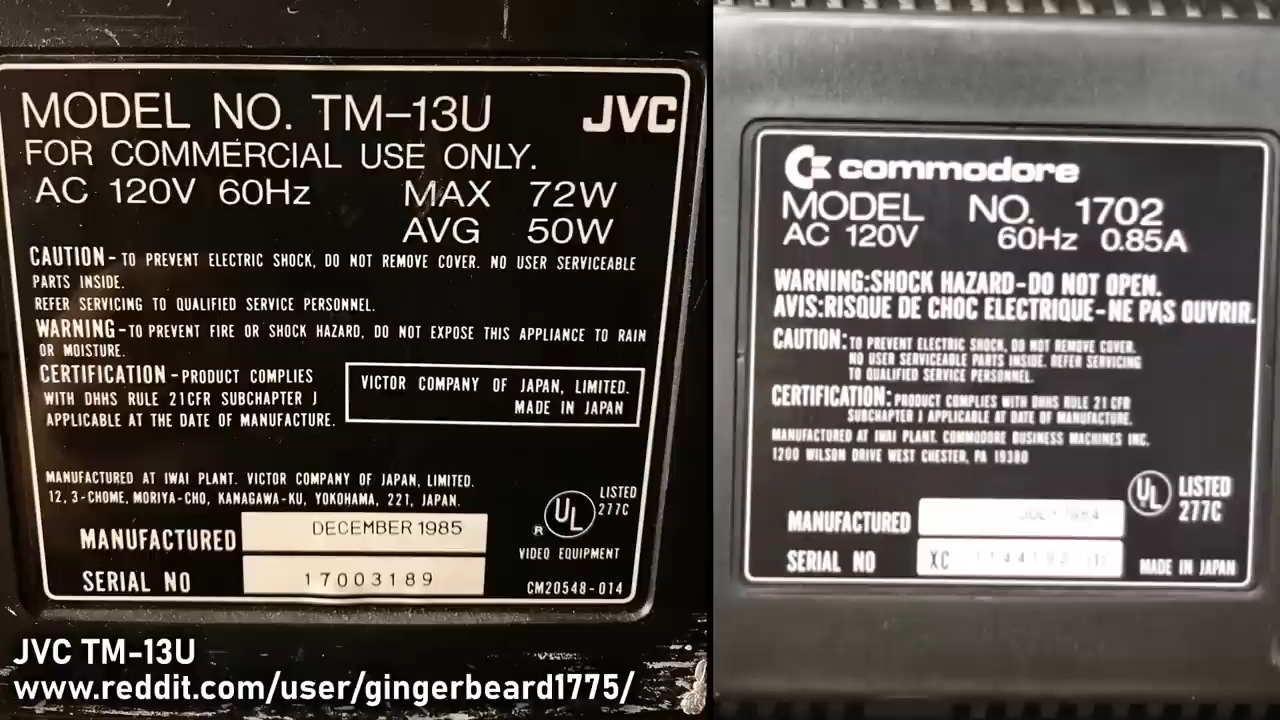 MODEL NO. TM-13U JVC
FOR COMMERCIAL USE ONLY.
AC 120V 60Hz MAX 72W
AVG 50W
CAUTION - TO PREVENT ELECTRIC SHOCK, DO NOT REMOVE COVER. NO USER SERVICEABLE
PARTS INSIDE.
REFER SERVICING TO QUALIFIED SERVICE PERSONNEL.
WARNING - TO PREVENT FIRE OR SHOCK HAZARD, DO NOT EXPOSE THIS APPLIANCE TO RAIN
OR MOISTURE.
CERTIFICATION - PRODUCT COMPLIES
WITH DHHS RULE 21CFR SUBCHAPTER J
APPLICABLE AT THE DATE OF MANUFACTURE.
VICTOR COMPANY OF JAPAN, LIMITED.
MADE IN JAPAN
MANUFACTURED AT IWAI PLANT. VICTOR COMPANY OF JAPAN, LIMITED.
12, 3-CHOME, MORIYA-CHO, KANAGAWA-KU, YOKOHAMA, 221, JAPAN.
MANUFACTURED DECEMBER 1985
SERIAL NO 17003189
R UL LISTED
277C
VIDEO EQUIPMENT
CM20548-014
JVC TM-13U
www.reddit.com/user/gingerbeard1775/
commodore
MODEL NO. 1702
AC 120V 60Hz 0.85A
WARNING:SHOCK HAZARD-DO NOT OPEN.
AVIS:RISQUE DE CHOC ELECTRIQUE-NE PAS OUVRIR.
CAUTION: TO PREVENT ELECTRIC SHOCK, DO NOT REMOVE COVER.
NO USER SERVICEABLE PARTS INSIDE. REFER SERVICING
TO QUALIFIED SERVICE PERSONNEL.
CERTIFICATION: PRODUCT COMPLIES WITH DHHS RULE 21 CFR
SUBCHAPTER J APPLICABLE AT DATE OF MANUFACTURE.
MANUFACTURED AT IWAI PLANT. COMMODORE BUSINESS MACHINES INC.
1200 WILSON DRIVE WEST CHESTER, PA 19380
MANUFACTURED
SERIAL NO XC
UL LISTED
277C
MADE IN JAPAN